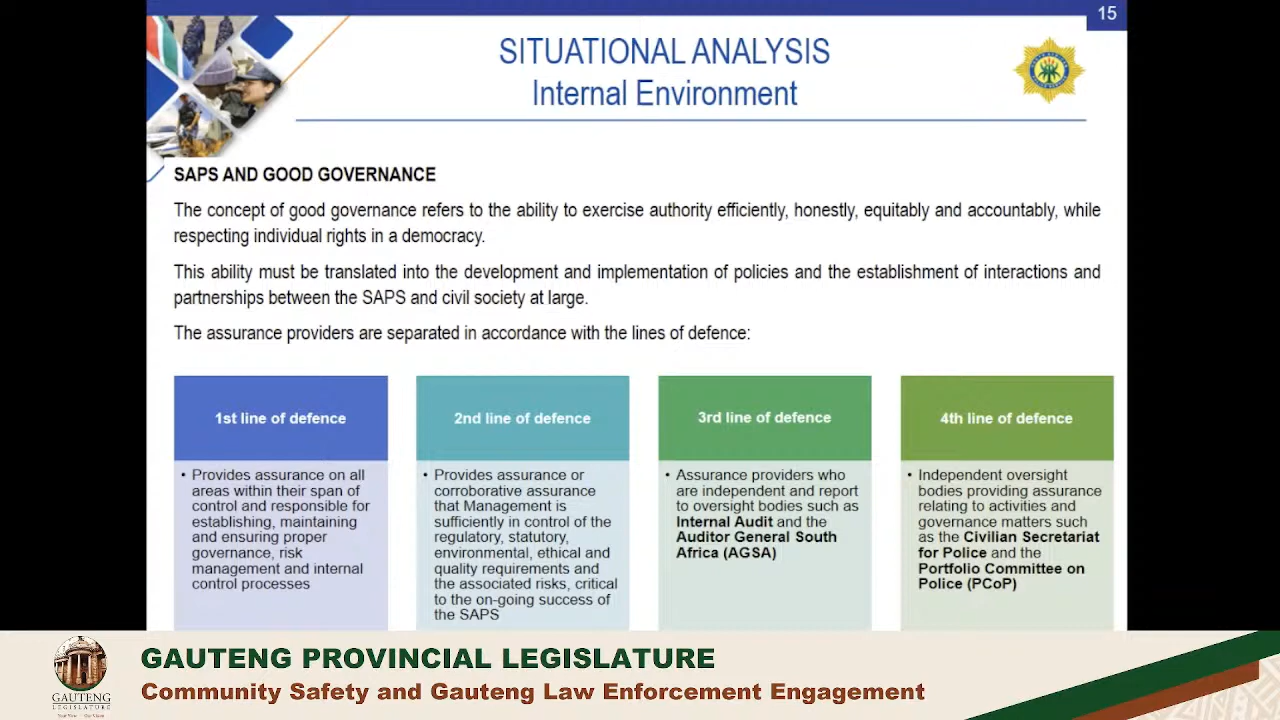 15
SITUATIONAL ANALYSIS
Internal Environment
SAPS AND GOOD GOVERNANCE
The concept of good governance refers to the ability to exercise authority efficiently, honestly, equitably and accountably, while
respecting individual rights in a democracy.
This ability must be translated into the development and implementation of policies and the establishment of interactions and
partnerships between the SAPS and civil society at large.
The assurance providers are separated in accordance with the lines of defence:
1st line of defence
• Provides assurance on all
areas within their span of
control and responsible for
establishing, maintaining
and ensuring proper
governance, risk
management and internal
control processes
2nd line of defence
• Provides assurance or
corroborative assurance
that Management is
sufficiently in control of the
regulatory, statutory,
environmental, ethical and
quality requirements and
the associated risks, critical
to the on-going success of
the SAPS
3rd line of defence
• Assurance providers who
are independent and report
to oversight bodies such as
Internal Audit and the
Auditor General South
Africa (AGSA)
4th line of defence
• Independent oversight
bodies providing assurance
relating to activities and
governance matters such
as the Civilian Secretariat
for Police and the
Portfolio Committee on
Police (PCoP)
GAUTENG
LEGISLATURE
GAUTENG PROVINCIAL LEGISLATURE
Community Safety and Gauteng Law Enforcement Engagement